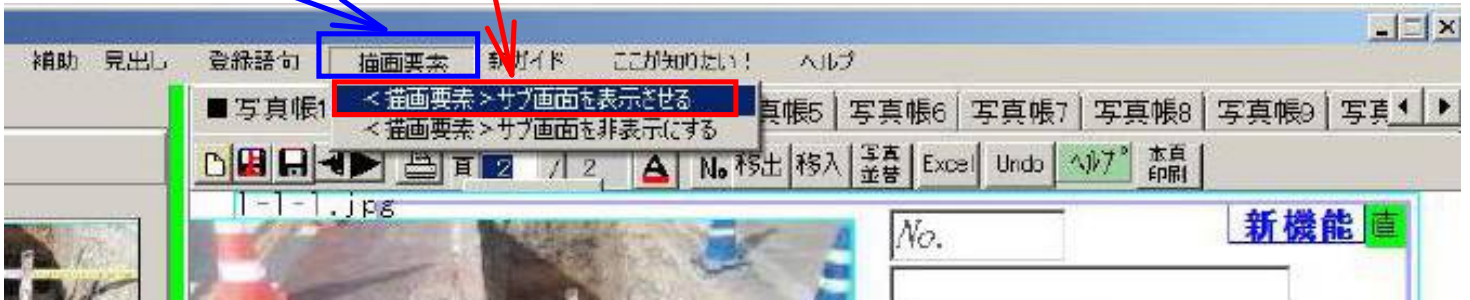 補助 見出し 登録語句 描画要素 新ガイド ここが知りたい! ヘルプ
■写真帳1 真帳5 写真帳6 写真帳7 写真帳8 写真帳9 写真
<描画要素>サブ画面を表示させる
<描画要素>サブ画面を非表示にする
頁 2 / 2 A No 移出 移入 写真並替 Excel Undo ヘルプ 本頁印刷
1-1-1.jpg
No.
新機能 直